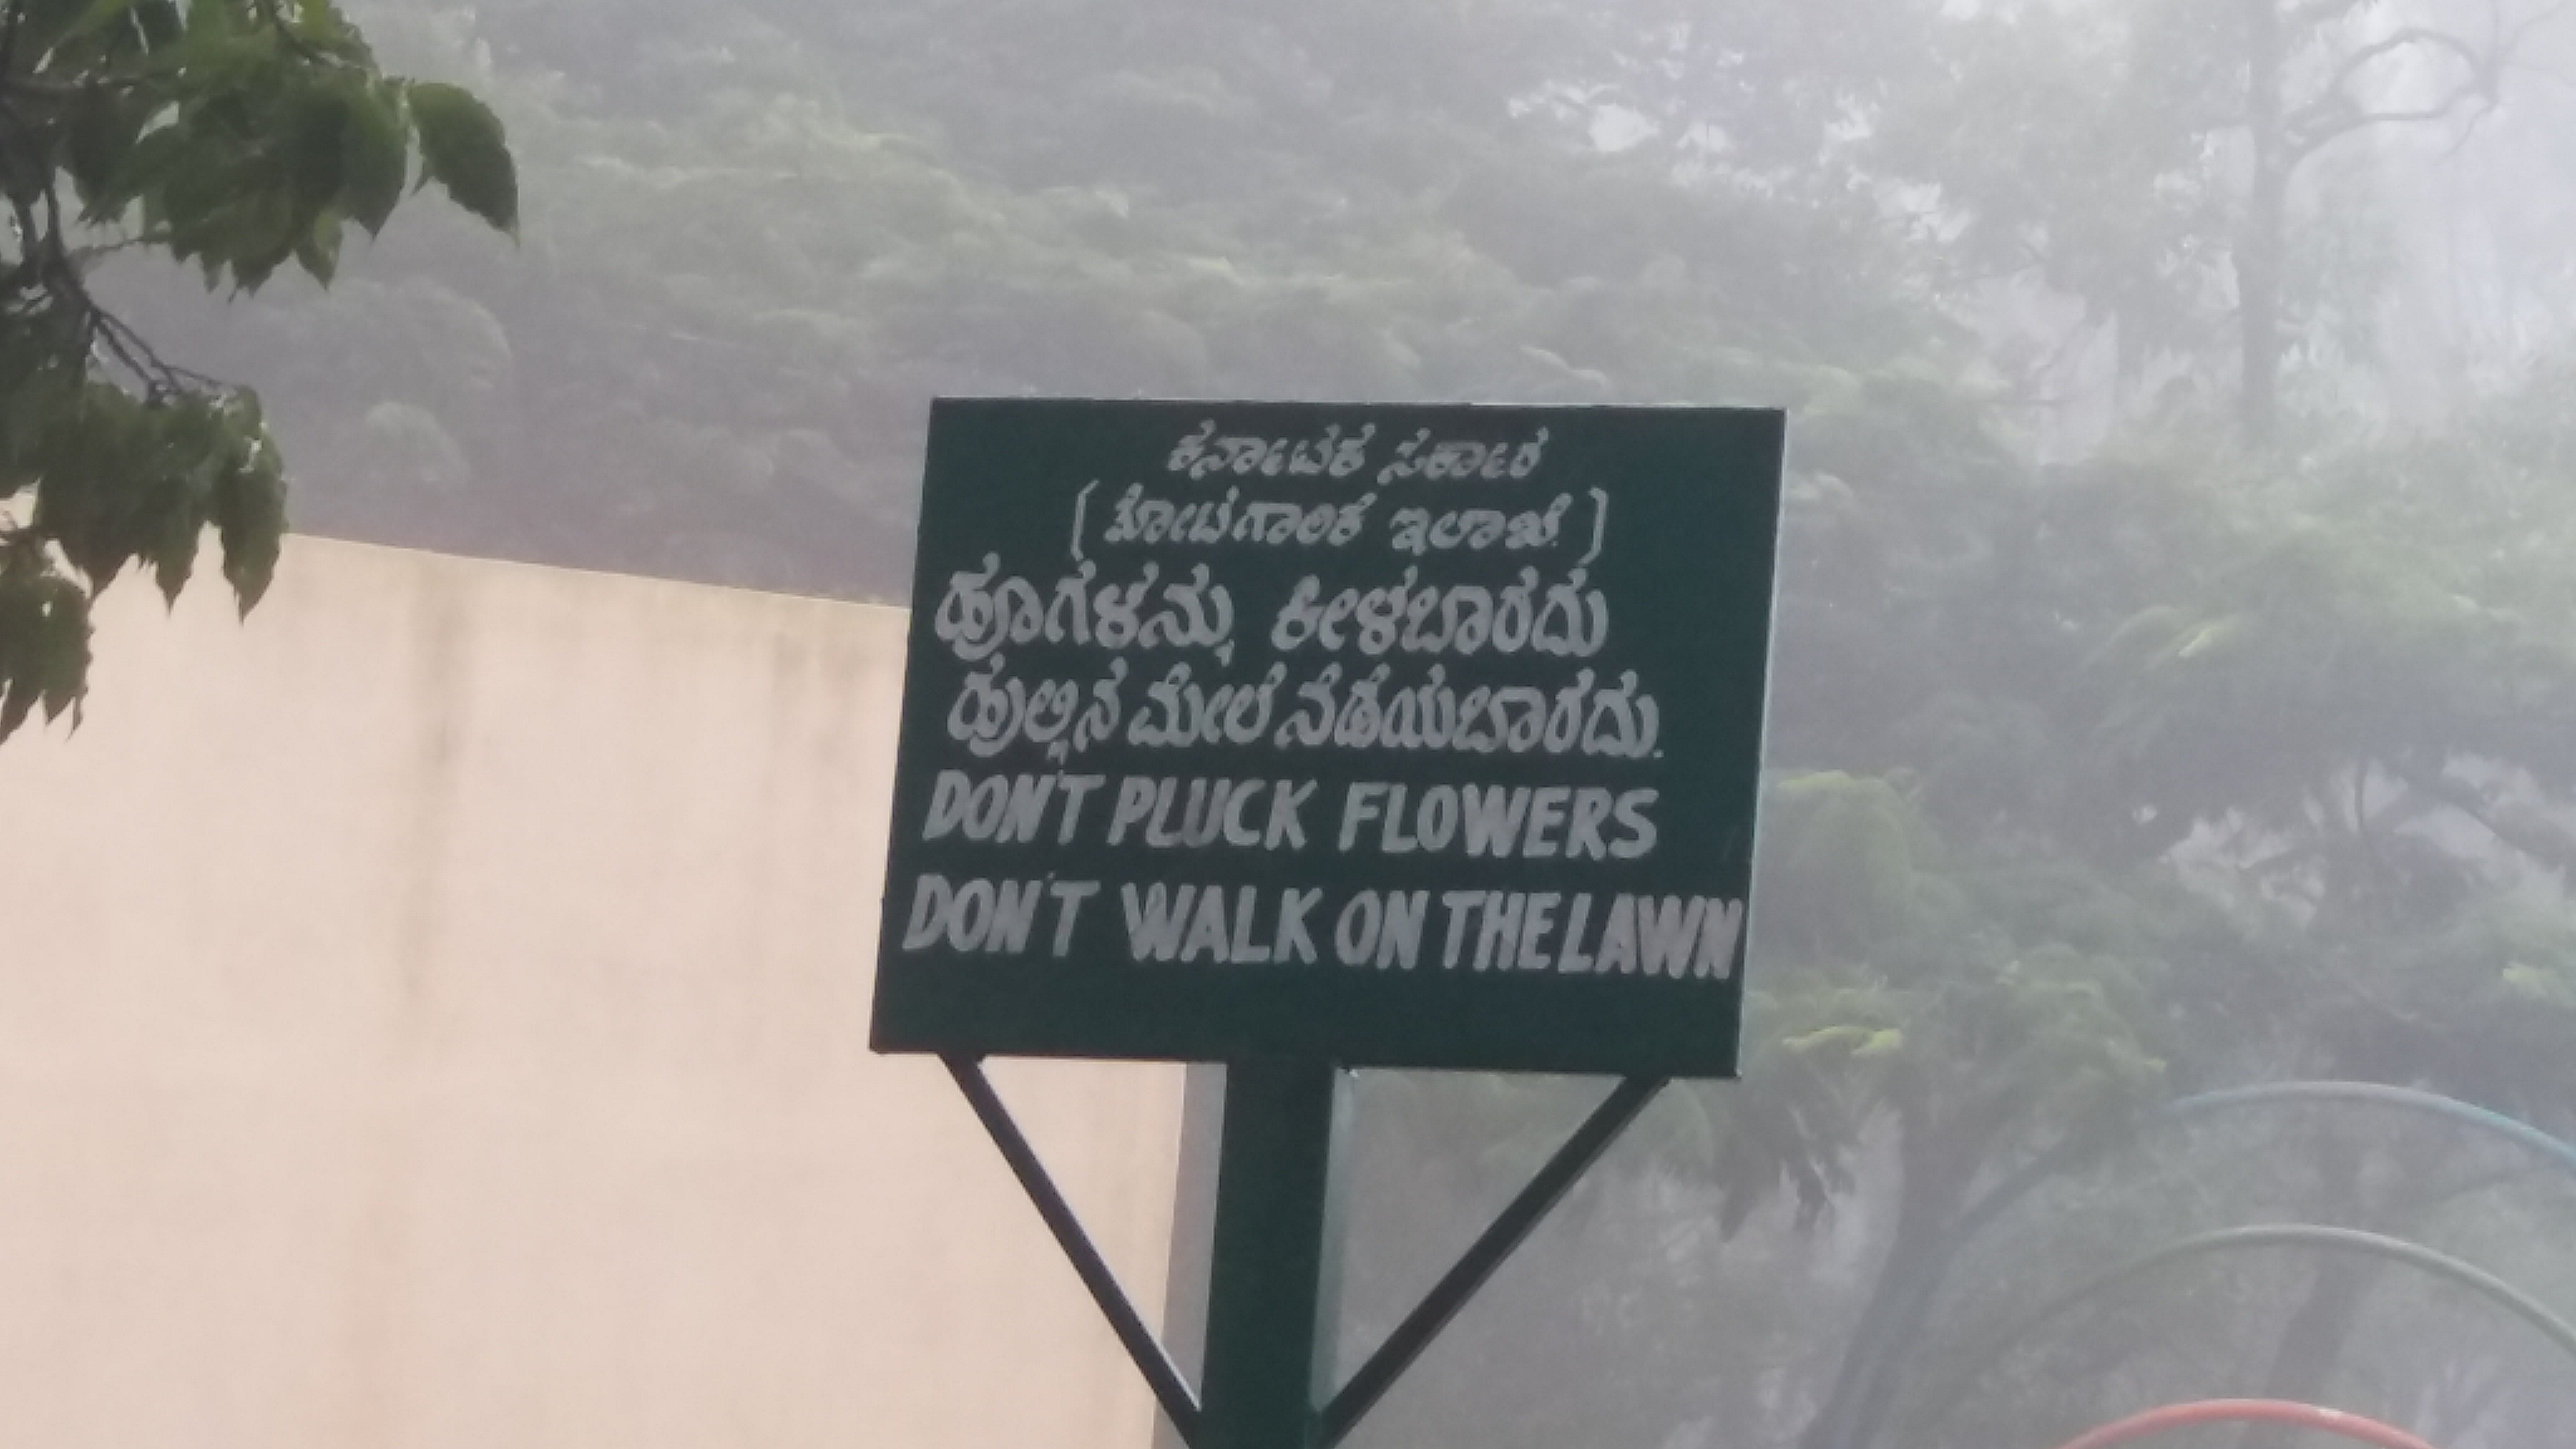 ಕರ್ನಾಟಕ ಸರ್ಕಾರ
( ತೋಟಗಾರಿಕೆ ಇಲಾಖೆ )
ಹೂಗಳನ್ನು ಕೀಳಬಾರದು
ಹುಲ್ಲಿನ ಮೇಲೆ ನಡೆಯಬಾರದು.
DON'T PLUCK FLOWERS
DON'T WALK ON THE LAWN